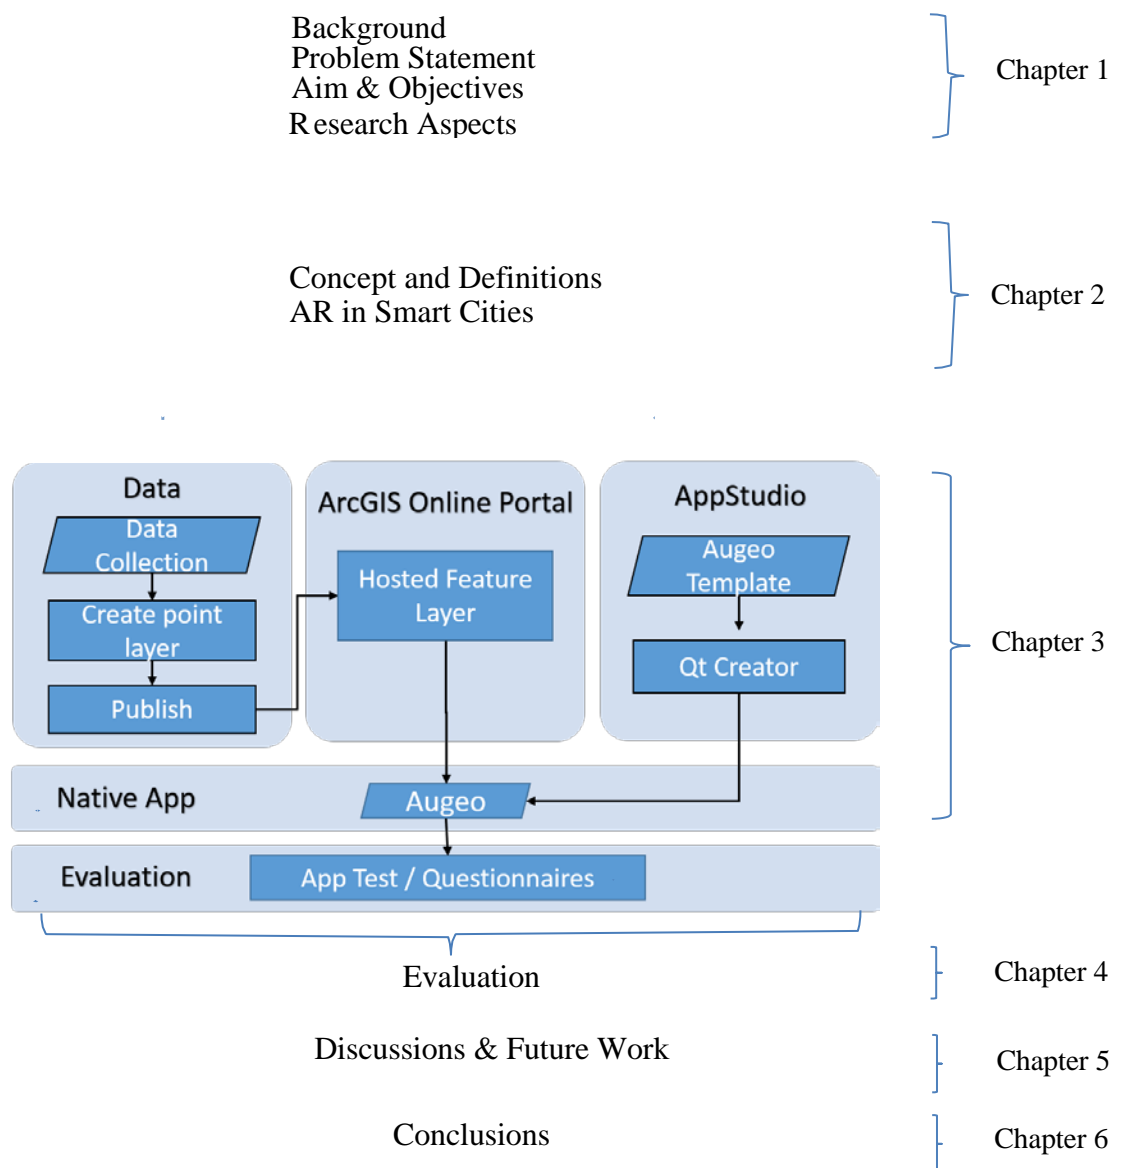 Background
Problem Statement
Aim & Objectives
Research Aspects
Chapter 1
Concept and Definitions
AR in Smart Cities
Chapter 2
Data
Data
Collection
Create point
layer
Publish
ArcGIS Online Portal
Hosted Feature
Layer
AppStudio
Augeo
Template
Qt Creator
Chapter 3
Native App
Augeo
Evaluation
App Test / Questionnaires
Evaluation
Chapter 4
Discussions & Future Work
Chapter 5
Conclusions
Chapter 6